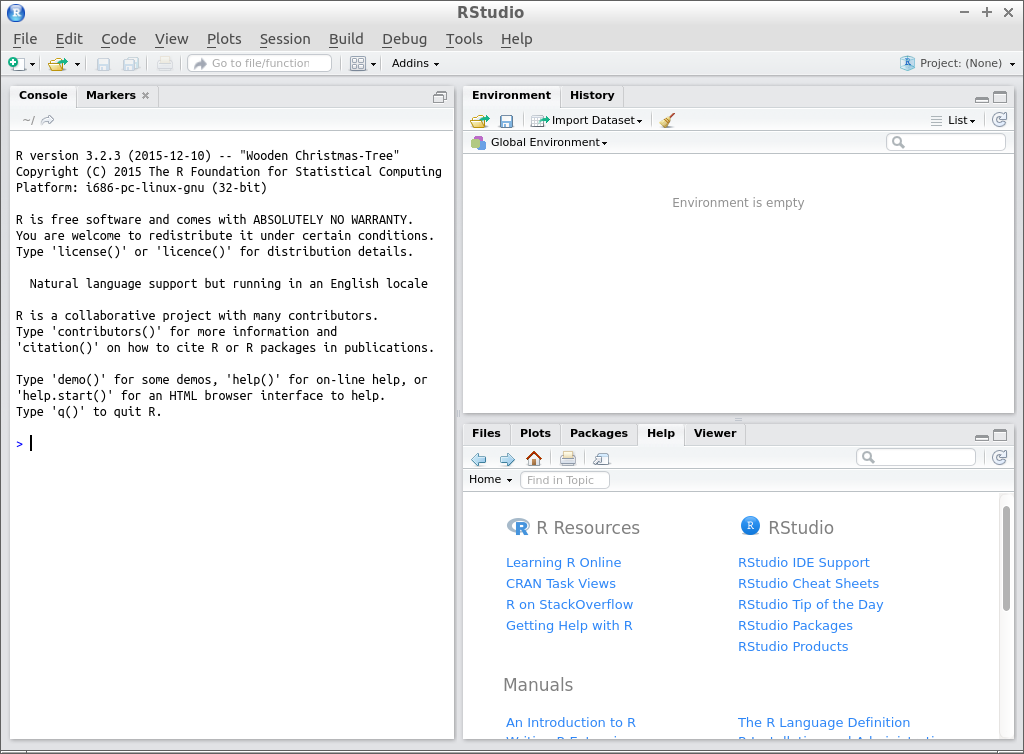 RStudio
File Edit Code View Plots Session Build Debug Tools Help
Go to file/function Addins Project: (None)
Console Markers
~/
R version 3.2.3 (2015-12-10) -- "Wooden Christmas-Tree"
Copyright (C) 2015 The R Foundation for Statistical Computing
Platform: i686-pc-linux-gnu (32-bit)
R is free software and comes with ABSOLUTELY NO WARRANTY.
You are welcome to redistribute it under certain conditions.
Type 'license()' or 'licence()' for distribution details.
Natural language support but running in an English locale
R is a collaborative project with many contributors.
Type 'contributors()' for more information and
'citation()' on how to cite R or R packages in publications.
Type 'demo()' for some demos, 'help()' for on-line help, or
'help.start()' for an HTML browser interface to help.
Type 'q()' to quit R.
>
Environment History
Import Dataset List
Global Environment
Environment is empty
Files Plots Packages Help Viewer
Home Find in Topic
R Resources
Learning R Online
CRAN Task Views
R on StackOverflow
Getting Help with R
RStudio
RStudio IDE Support
RStudio Cheat Sheets
RStudio Tip of the Day
RStudio Packages
RStudio Products
Manuals
An Introduction to R
The R Language Definition